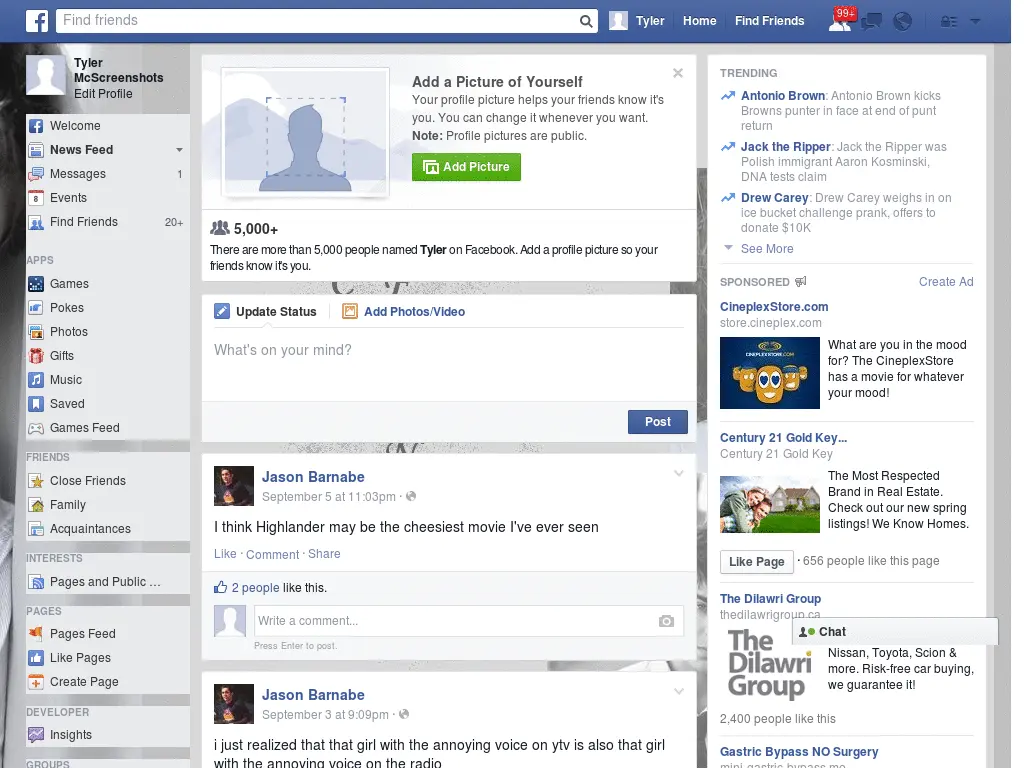 Find friends
Tyler
Home
Find Friends
99+
Tyler
McScreenshots
Edit Profile
Welcome
News Feed
Messages 1
8 Events
Find Friends 20+
APPS
Games
Pokes
Photos
Gifts
Music
Saved
Games Feed
FRIENDS
Close Friends
Family
Acquaintances
INTERESTS
Pages and Public ...
PAGES
Pages Feed
Like Pages
Create Page
DEVELOPER
Insights
GROUPS
Add a Picture of Yourself
Your profile picture helps your friends know it's
you. You can change it whenever you want.
Note: Profile pictures are public.
Add Picture
5,000+
There are more than 5,000 people named Tyler on Facebook. Add a profile picture so your
friends know it's you.
Update Status
Add Photos/Video
What's on your mind?
Post
Jason Barnabe
September 5 at 11:03pm ·
I think Highlander may be the cheesiest movie I've ever seen
Like · Comment · Share
2 people like this.
Write a comment...
Press Enter to post.
Jason Barnabe
September 3 at 9:09pm ·
i just realized that that girl with the annoying voice on ytv is also that girl
with the annoying voice on the radio
TRENDING
Antonio Brown: Antonio Brown kicks
Browns punter in face at end of punt
return
Jack the Ripper: Jack the Ripper was
Polish immigrant Aaron Kosminski,
DNA tests claim
Drew Carey: Drew Carey weighs in on
ice bucket challenge prank, offers to
donate $10K
See More
SPONSORED
Create Ad
CineplexStore.com
store.cineplex.com
CINEPLEXSTORE.COM
What are you in the mood
for? The CineplexStore
has a movie for whatever
your mood!
Century 21 Gold Key...
Century 21 Gold Key
The Most Respected
Brand in Real Estate.
Check out our new spring
listings! We Know Homes.
Like Page · 656 people like this page
The Dilawri Group
thedilawrigroup.ca
Chat
The
Dilawri
Group
Nissan, Toyota, Scion &
more. Risk-free car buying,
we guarantee it!
2,400 people like this
Gastric Bypass NO Surgery
mini-gastric-bypass.me